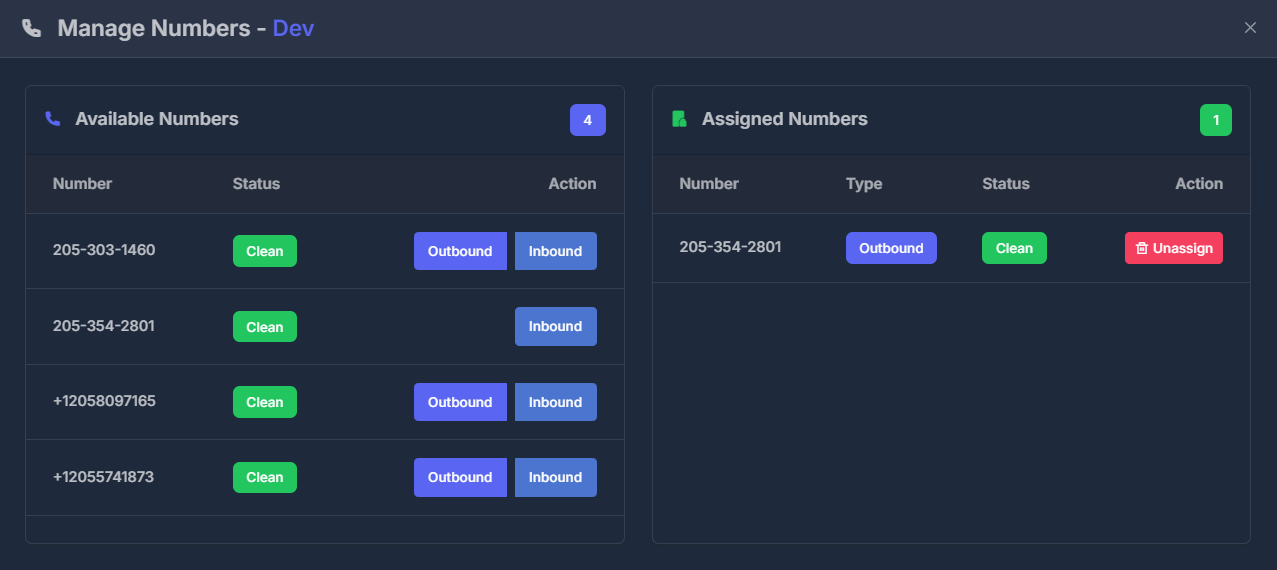 Manage Numbers - Dev
Available Numbers 4
Number Status Action
205-303-1460 Clean Outbound Inbound
205-354-2801 Clean Inbound
+12058097165 Clean Outbound Inbound
+12055741873 Clean Outbound Inbound
Assigned Numbers 1
Number Type Status Action
205-354-2801 Outbound Clean Unassign